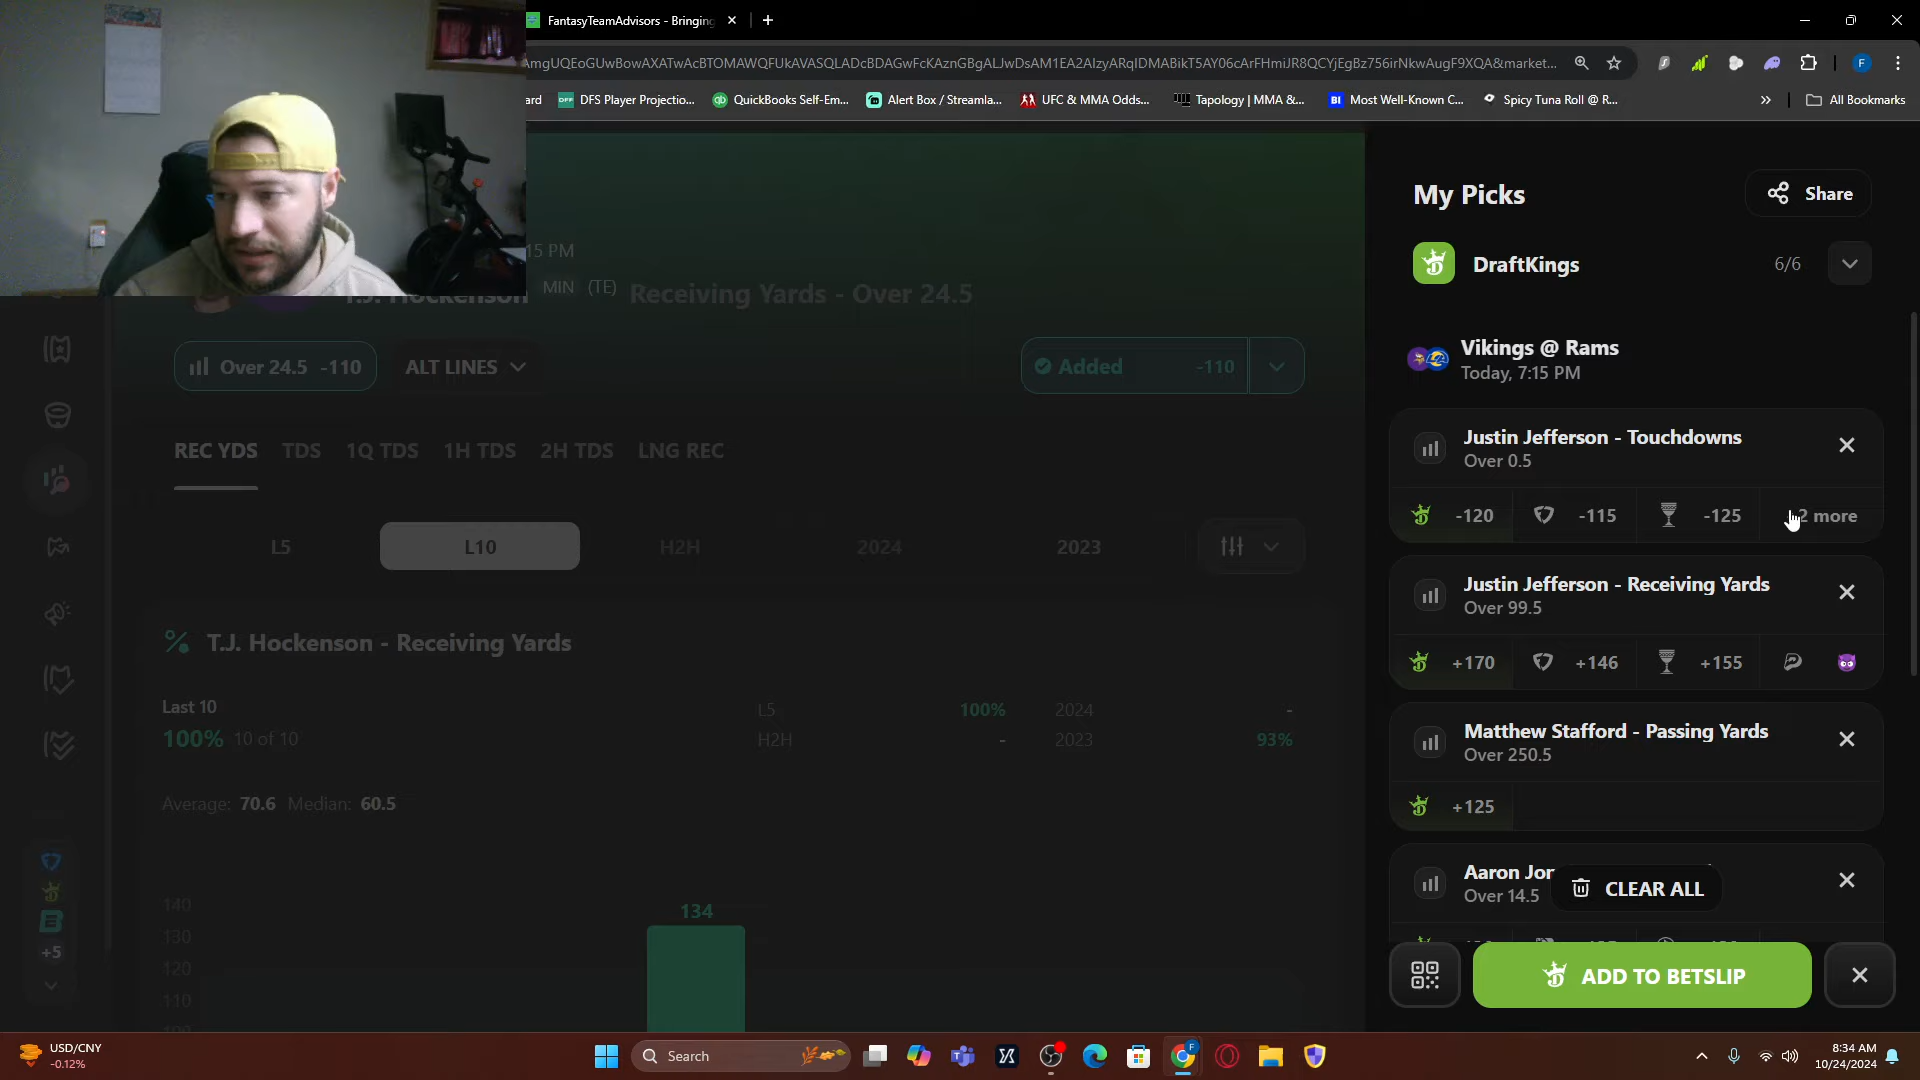 FantasyTeamAdvisors - Bringing
AmgUQEoGUwBowAXATwAcBTOMAWQFUkAVASQLADcBDAGwFcKAznGBgALJwDsAM1EA2AIzyARqIDMABikT5AY06cArFHmiJR8QCYjEgBz756irNkwAugF9XQA&market...
ard
DFS Player Projectio...
QuickBooks Self-Em...
Alert Box / Streamla...
UFC & MMA Odds...
Tapology | MMA &...
Most Well-Known C...
Spicy Tuna Roll @ R...
All Bookmarks
15 PM
T.J. Hockenson MIN (TE) Receiving Yards - Over 24.5
Over 24.5 -110
ALT LINES
Added -110
REC YDS TDS 1Q TDS 1H TDS 2H TDS LNG REC
L5 L10 H2H 2024 2023
T.J. Hockenson - Receiving Yards
Last 10 L5 100% 2024 -
100% 10 of 10 H2H - 2023 93%
Average: 70.6 Median: 60.5
140
134
130
120
110
+5
My Picks
Share
DraftKings 6/6
Vikings @ Rams
Today, 7:15 PM
Justin Jefferson - Touchdowns
Over 0.5
-120 -115 -125 2 more
Justin Jefferson - Receiving Yards
Over 99.5
+170 +146 +155
Matthew Stafford - Passing Yards
Over 250.5
+125
Aaron Jor
Over 14.5
CLEAR ALL
ADD TO BETSLIP
USD/CNY
-0.12%
Search
8:34 AM
10/24/2024